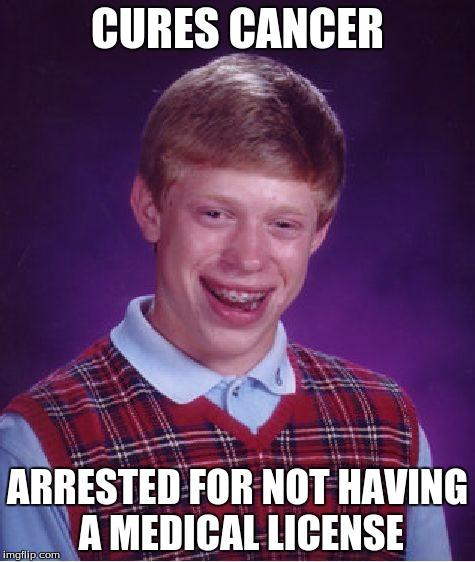 CURES CANCER
ARRESTED FOR NOT HAVING
A MEDICAL LICENSE
imgflip.com